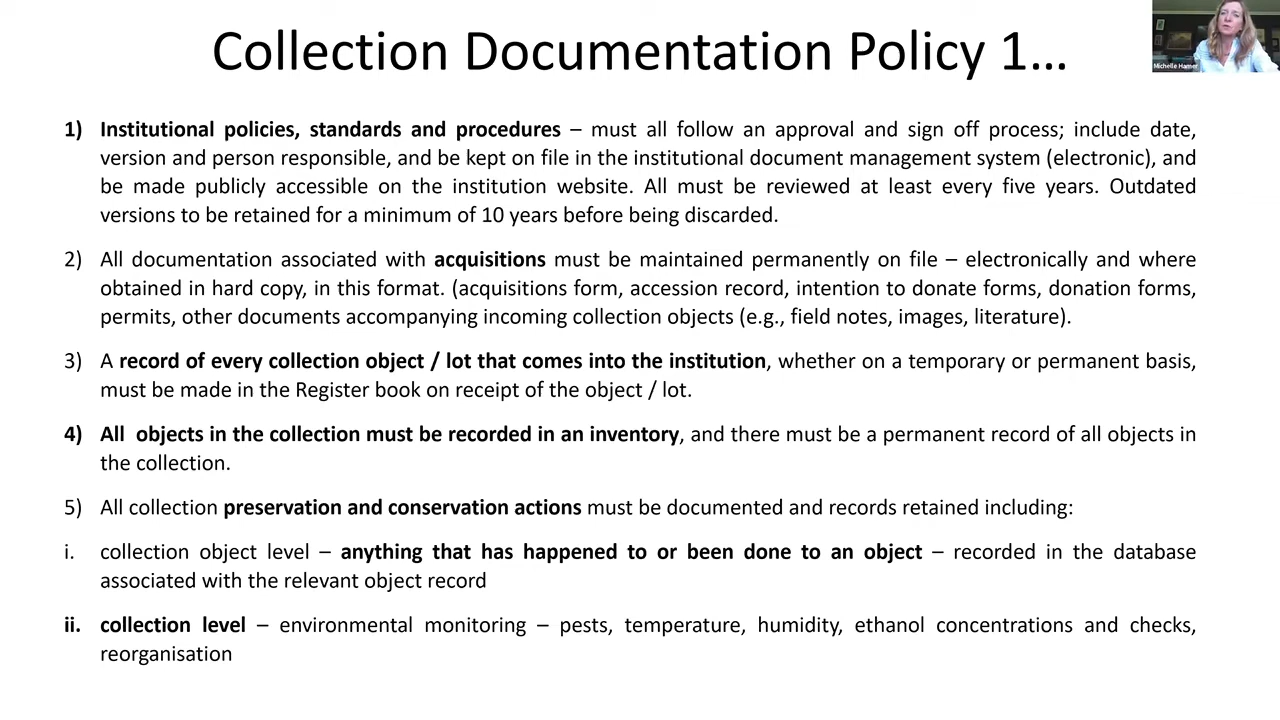 Collection Documentation Policy 1...
Michelle Hamer
1) Institutional policies, standards and procedures – must all follow an approval and sign off process; include date,
version and person responsible, and be kept on file in the institutional document management system (electronic), and
be made publicly accessible on the institution website. All must be reviewed at least every five years. Outdated
versions to be retained for a minimum of 10 years before being discarded.
2) All documentation associated with acquisitions must be maintained permanently on file – electronically and where
obtained in hard copy, in this format. (acquisitions form, accession record, intention to donate forms, donation forms,
permits, other documents accompanying incoming collection objects (e.g., field notes, images, literature).
3) A record of every collection object / lot that comes into the institution, whether on a temporary or permanent basis,
must be made in the Register book on receipt of the object / lot.
4) All objects in the collection must be recorded in an inventory, and there must be a permanent record of all objects in
the collection.
5) All collection preservation and conservation actions must be documented and records retained including:
i. collection object level – anything that has happened to or been done to an object – recorded in the database
associated with the relevant object record
ii. collection level – environmental monitoring – pests, temperature, humidity, ethanol concentrations and checks,
reorganisation